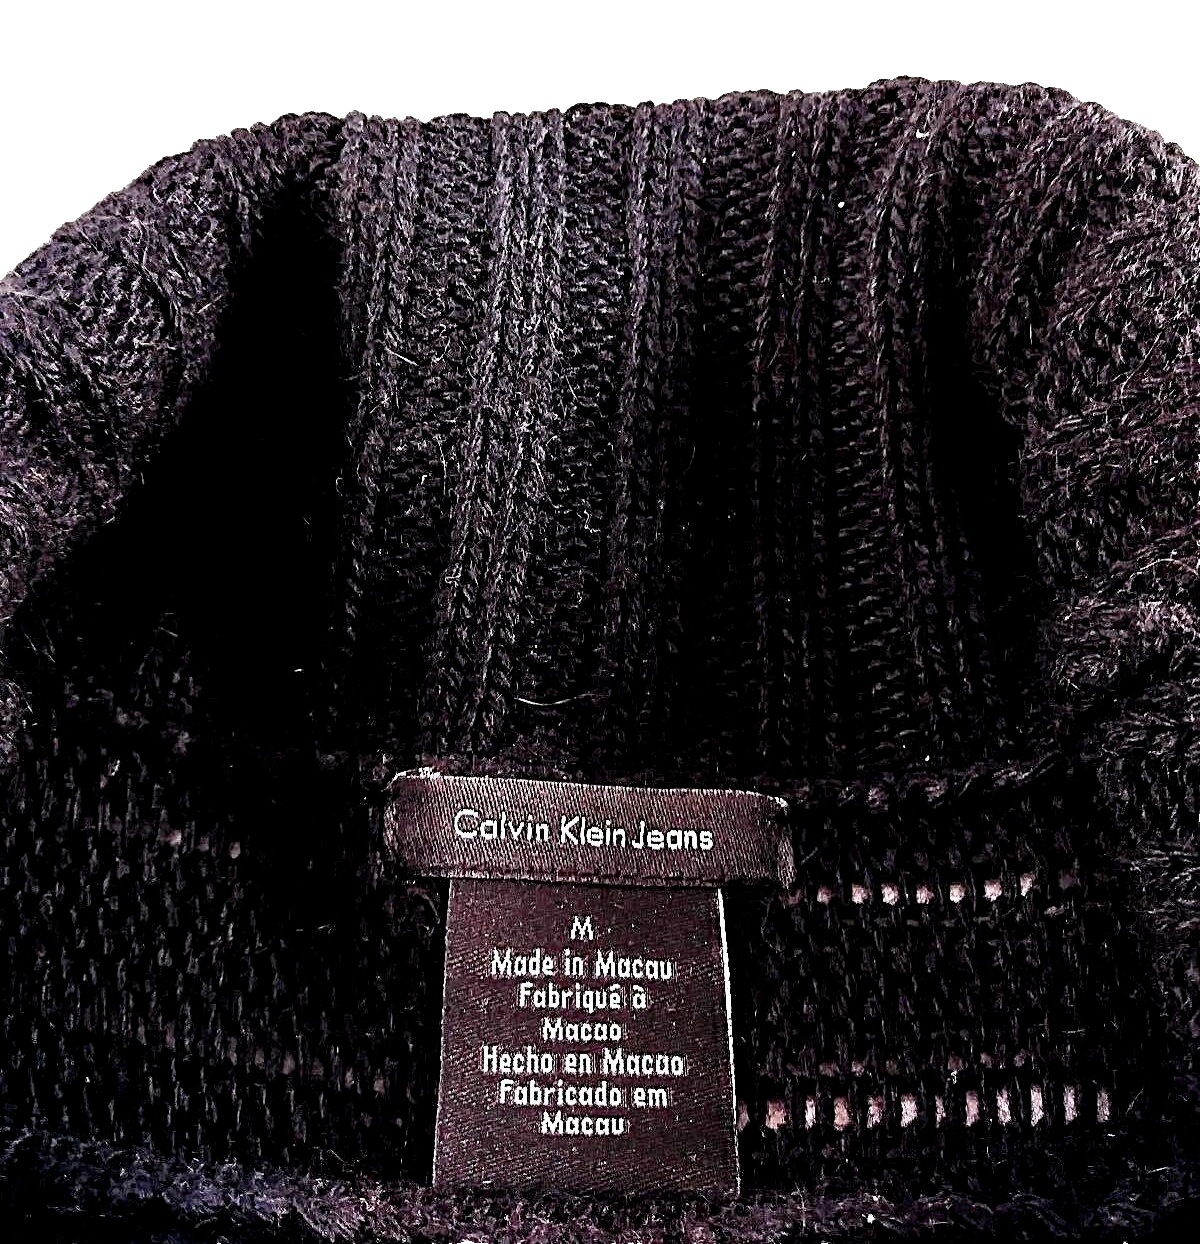 Calvin Klein Jeans
M
Made in Macau
Fabriqué à
Macao
Hecho en Macao
Fabricado em
Macau